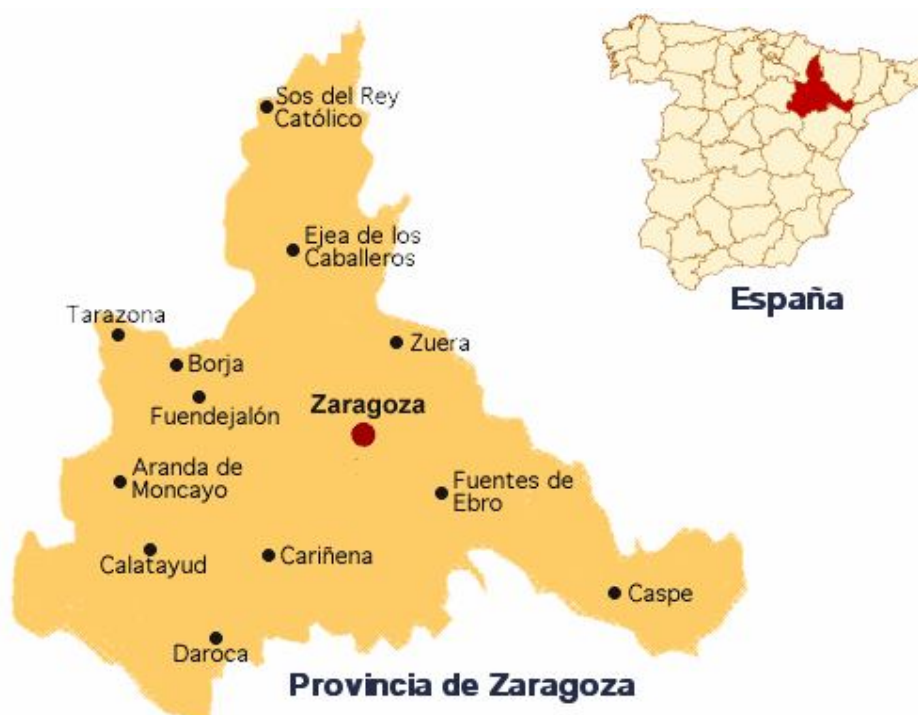 Sos del Rey
Católico
Ejea de los
Caballeros
España
Tarazona
Zuera
Borja
Zaragoza
Fuendejalón
Aranda de
Moncayo
Fuentes de
Ebro
Calatayud
Cariñena
Caspe
Daroca
Provincia de Zaragoza